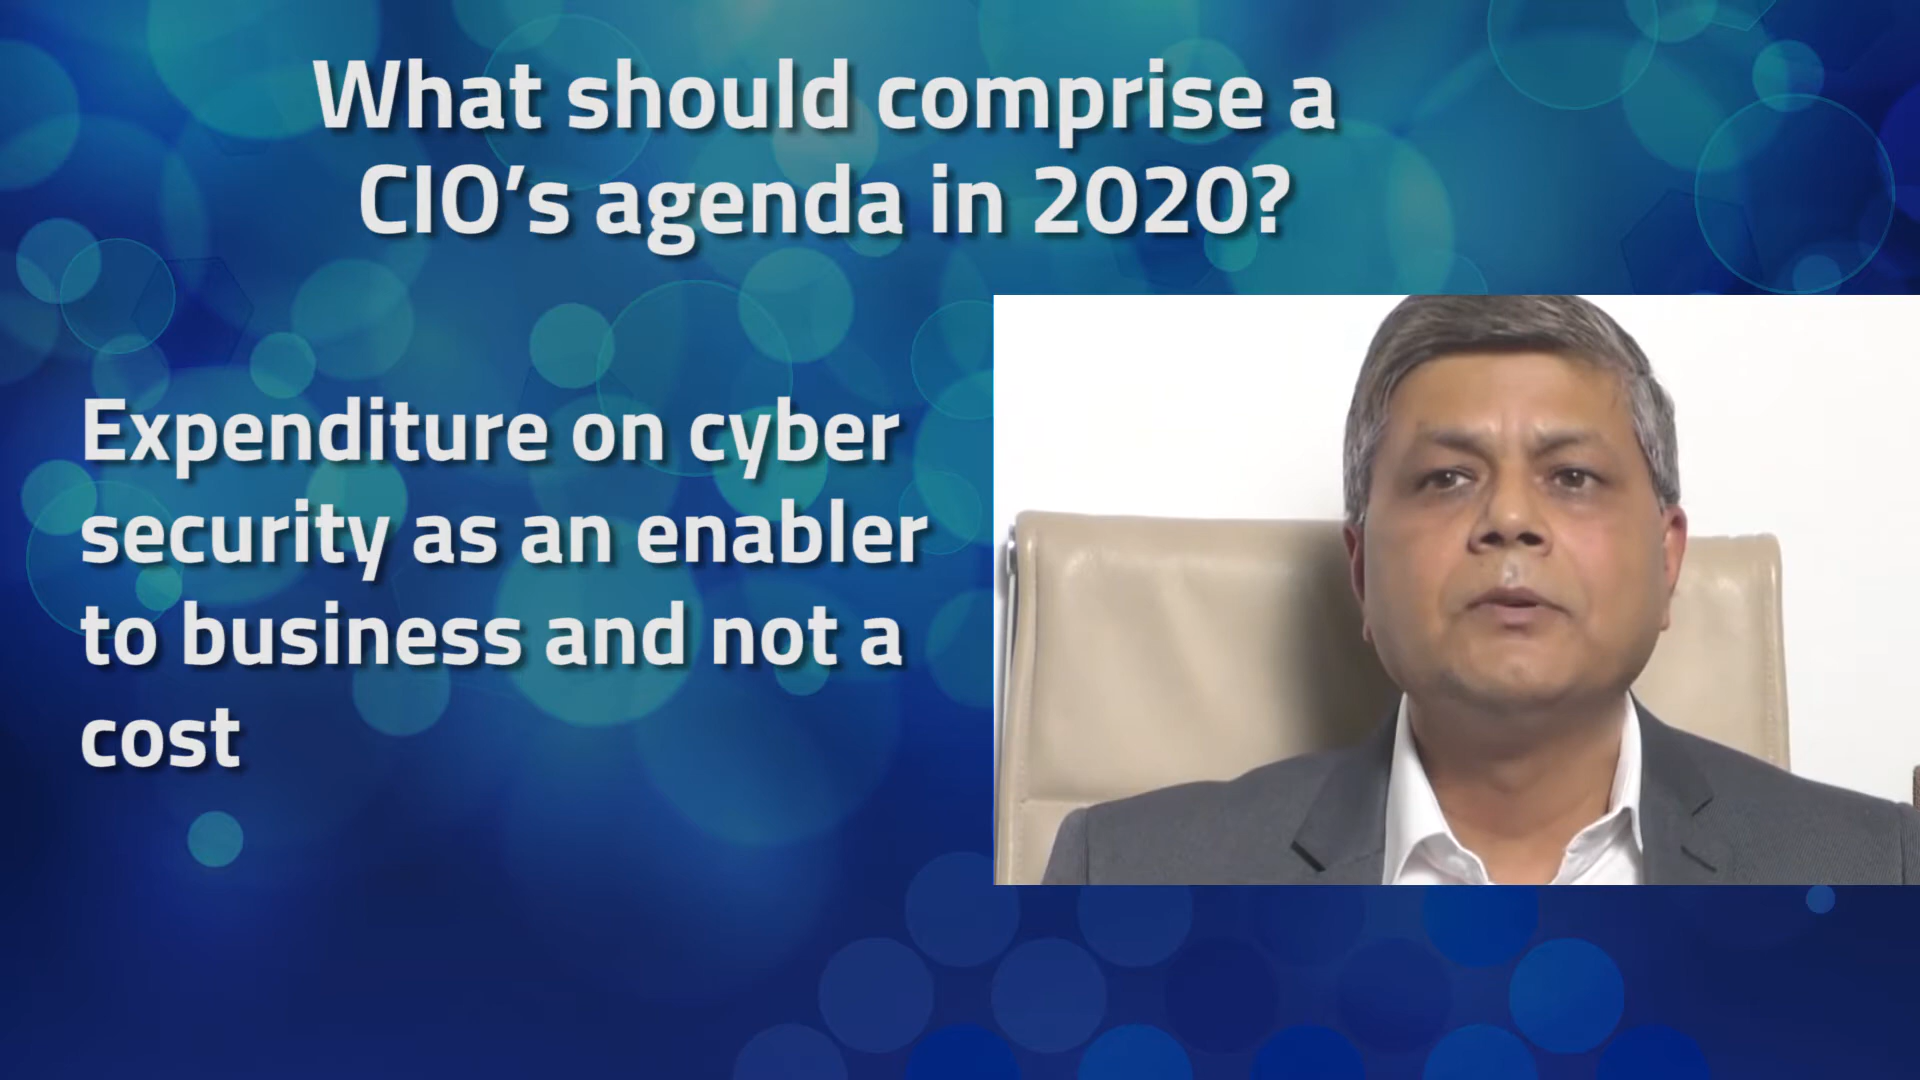 What should comprise a
CIO’s agenda in 2020?
Expenditure on cyber
security as an enabler
to business and not a
cost